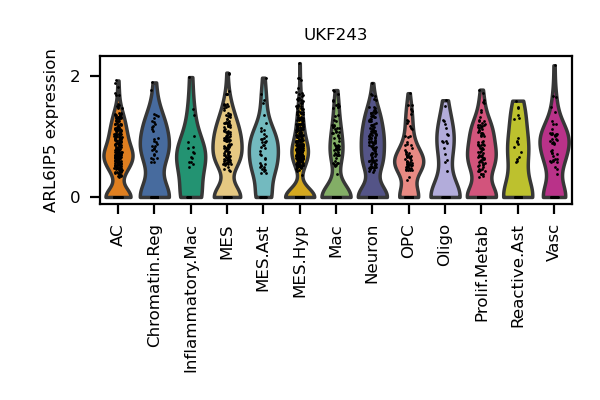 UKF243
ARL6IP5 expression
2
0
AC
Chromatin.Reg
Inflammatory.Mac
MES
MES.Ast
MES.Hyp
Mac
Neuron
OPC
Oligo
Prolif.Metab
Reactive.Ast
Vasc